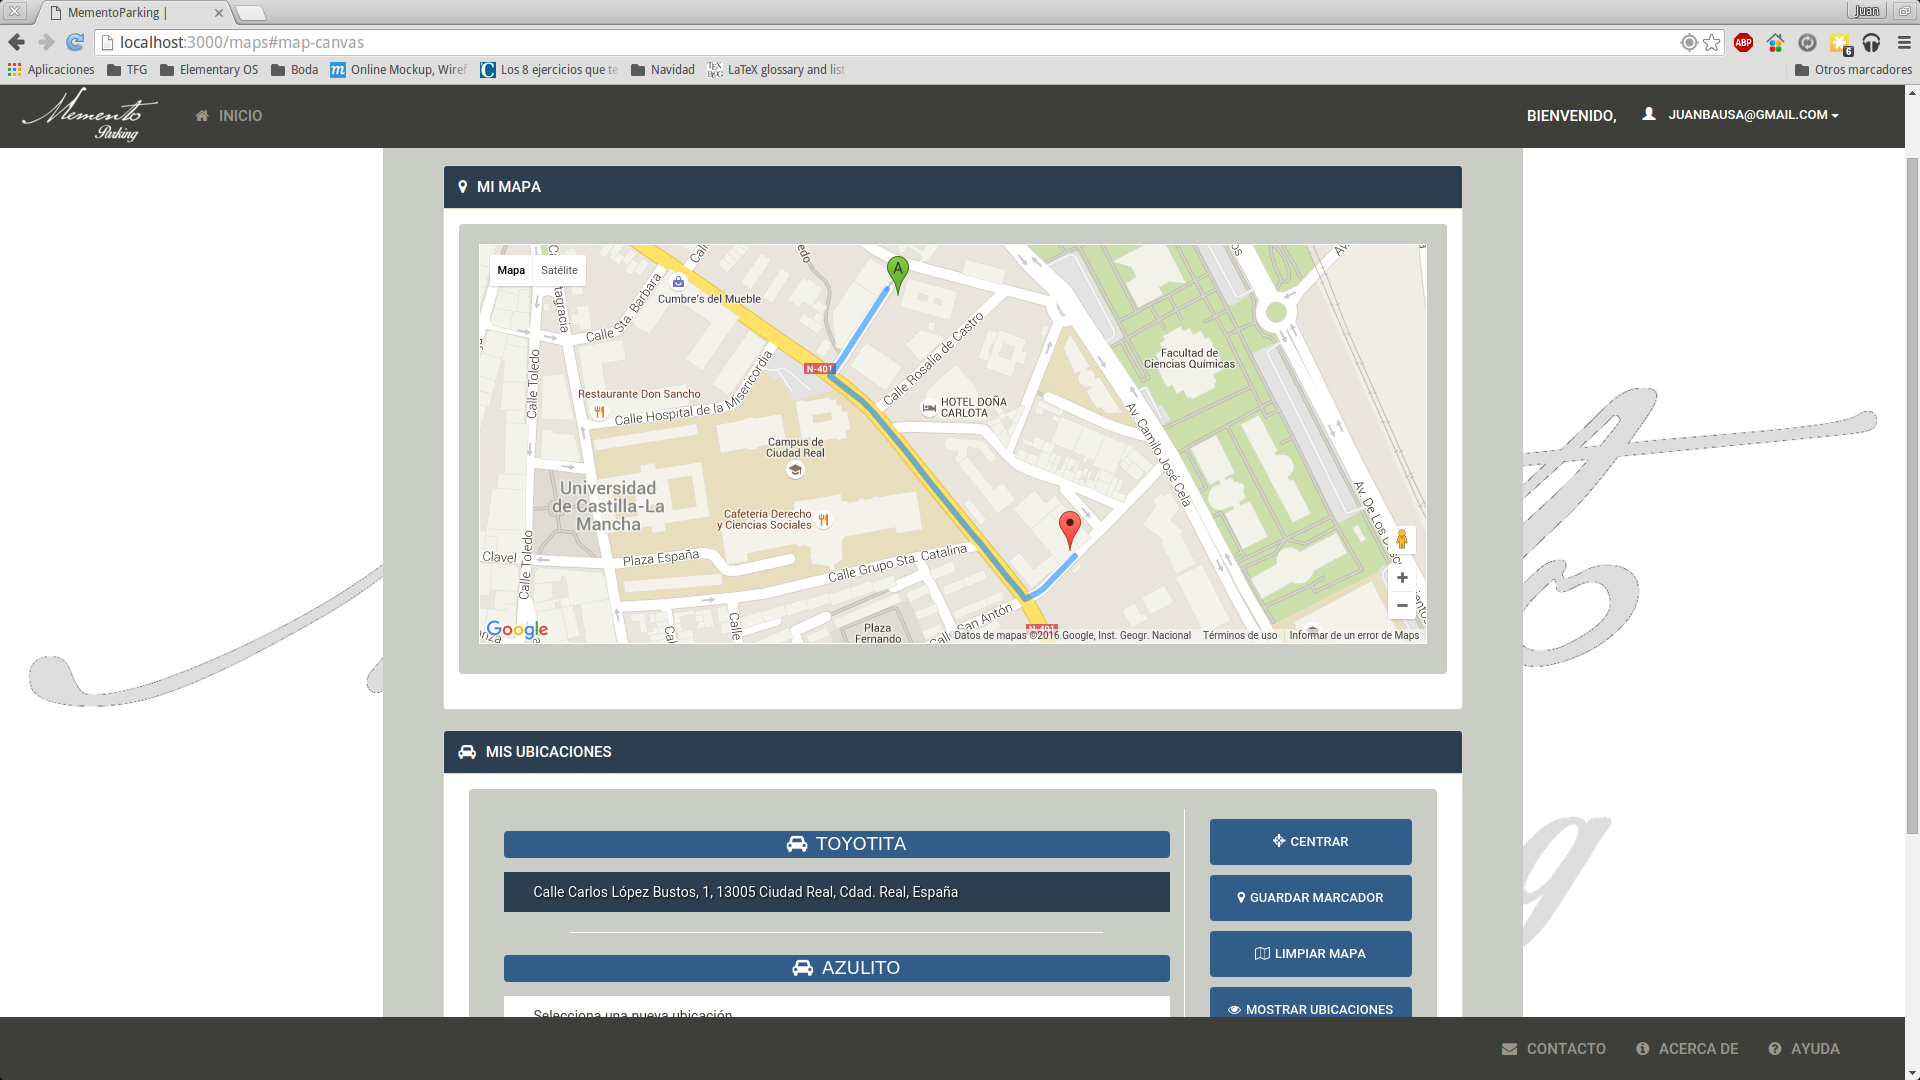 MementoParking |
Juan
localhost:3000/maps#map-canvas
ABP
6
Aplicaciones
TFG
Elementary OS
Boda
Online Mockup, Wiref
Los 8 ejercicios que te
Navidad
LaTeX glossary and list
Otros marcadores
Memento
Parking
INICIO
BIENVENIDO,
JUANBAUSA@GMAIL.COM
MI MAPA
Mapa
Satélite
A
Cumbre's del Mueble
Calle Sta. Barbara
N-401
Calle Rosalía de Castro
Facultad de
Ciencias Químicas
Restaurante Don Sancho
Calle Hospital de la Misericordia
Calle Toledo
HOTEL DOÑA
CARLOTA
Campus de
Ciudad Real
Av. Camilo José Cela
Universidad
de Castilla-La
Mancha
Cafetería Derecho
y Ciencias Sociales
Clavel
Plaza España
Calle Grupo Sta. Catalina
Calle Toledo
Calle
San Antón
Plaza
Fernando
N-401
Google
Datos de mapas ©2016 Google, Inst. Geogr. Nacional
Términos de uso
Informar de un error de Maps
MIS UBICACIONES
TOYOTITA
Calle Carlos López Bustos, 1, 13005 Ciudad Real, Cdad. Real, España
AZULITO
Selecciona una nueva ubicación
CENTRAR
GUARDAR MARCADOR
LIMPIAR MAPA
MOSTRAR UBICACIONES
CONTACTO
ACERCA DE
AYUDA